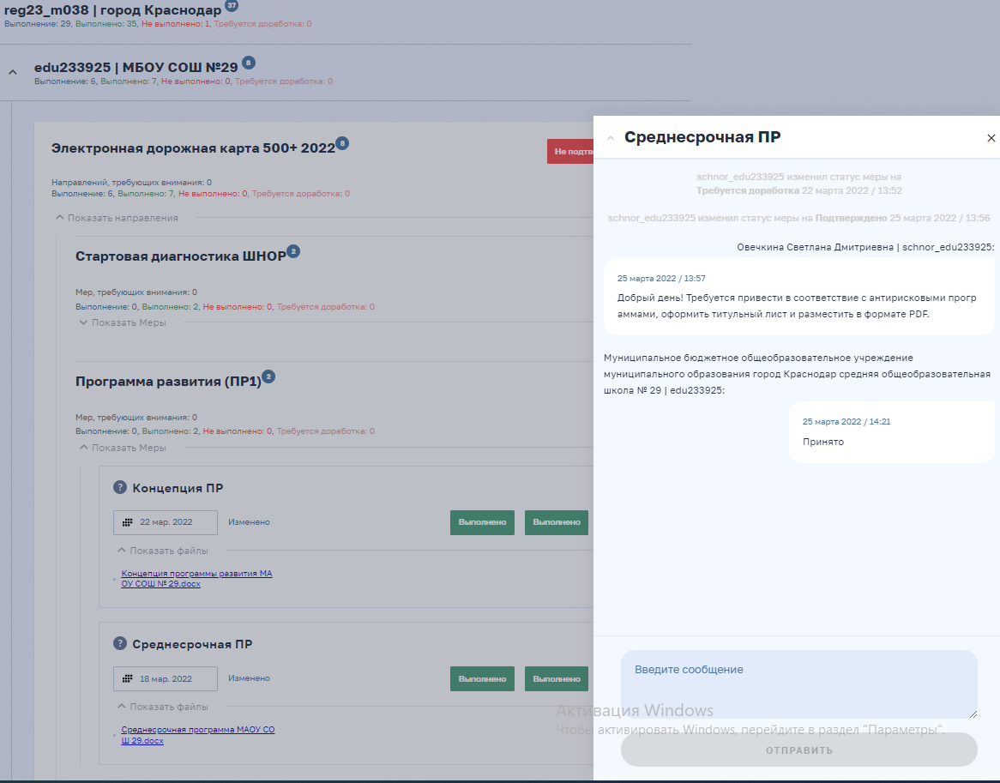 reg23_m038 | город Краснодар 37
Выполнение: 29, Выполнено: 35, Не выполнено: 1, Требуется доработка: 0
edu233925 | МБОУ СОШ №29 8
Выполнение: 6, Выполнено: 7, Не выполнено: 0, Требуется доработка: 0
Электронная дорожная карта 500+ 2022 8
Не подтве
Направлений, требующих внимания: 0
Выполнение: 6, Выполнено: 7, Не выполнено: 0, Требуется доработка: 0
Показать направления
Стартовая диагностика ШНОР 2
Мер, требующих внимания: 0
Выполнение: 0, Выполнено: 2, Не выполнено: 0, Требуется доработка: 0
Показать Меры
Программа развития (ПР1) 2
Мер, требующих внимания: 0
Выполнение: 0, Выполнено: 2, Не выполнено: 0, Требуется доработка: 0
Показать Меры
? Концепция ПР
22 мар. 2022 Изменено Выполнено Выполнено
Показать файлы
Концепция программы развития МА
ОУ СОШ № 29.docx
? Среднесрочная ПР
18 мар. 2022 Изменено Выполнено Выполнено
Показать файлы
Среднесрочная программа МАОУ СО
Ш 29.docx
Среднесрочная ПР
schnor_edu233925 изменил статус меры на
Требуется доработка 22 марта 2022 / 13:52
schnor_edu233925 изменил статус меры на Подтверждено 25 марта 2022 / 13:56
Овечкина Светлана Дмитриевна | schnor_edu233925:
25 марта 2022 / 13:57
Добрый день! Требуется привести в соответствие с антирисковыми прогр
аммами, оформить титульный лист и разместить в формате PDF.
Муниципальное бюджетное общеобразовательное учреждение
муниципального образования город Краснодар средняя общеобразовательная
школа № 29 | edu233925:
25 марта 2022 / 14:21
Принято
Введите сообщение
Активация Windows
Чтобы активировать Windows, перейдите в раздел "Параметры".
ОТПРАВИТЬ